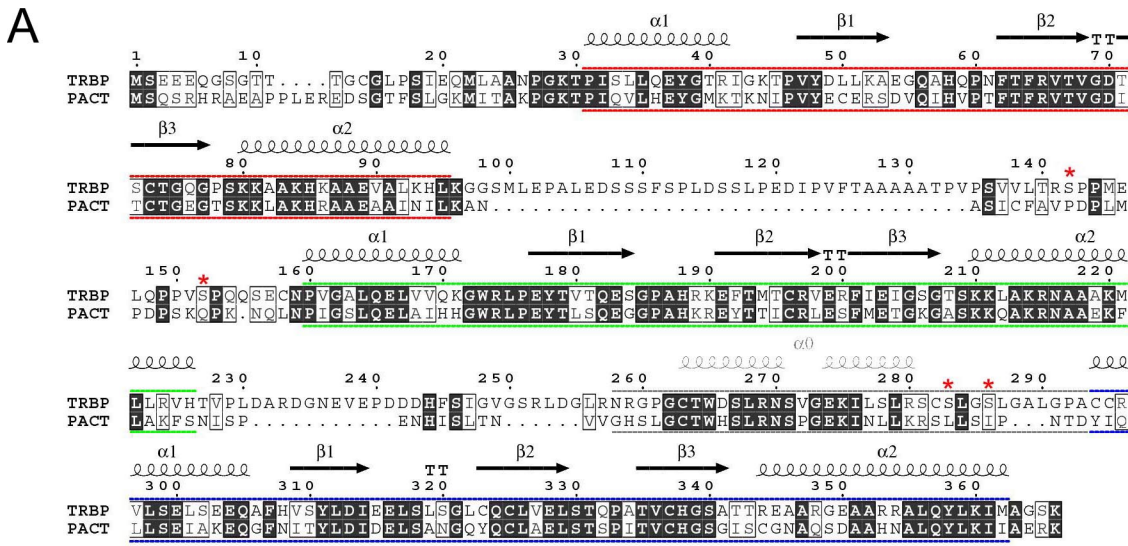 A
α1 β1 β2 TT
1 10 20 30 40 50 60 70
TRBP MSEEEQGSGTT....TGCGLPSIEQMLAANPGKTPISLLQEYGTRIGKTPVYDLLKAEGQAHQPNFTFRVTVGDT
PACT MSQSRHRAEAPPLEREDSGTFSLGKMITAKPGKTPIQVLHEYGMKTKNIPVYECERSDVQIHVPTFTFRVTVGDI
β3 α2
80 90 100 110 120 130 140 *
TRBP SCTGQGPSKKAAKHKAAEVALKHLKGGSMLEPALEDSSSFSPLDSSLPEDIPVFTAAAAATPVPSVVLTRSPPME
PACT TCTGEGTSKKLAKHRAAEAAINILKAN......................................ASICFAVPDPLM
α1 β1 β2 TT β3 α2
150 * 160 170 180 190 200 210 220
TRBP LQPPVSPQQSECNPVGALQELVVQKGWRLPEYTVTQESGPAHRKEFTMTCRVERFIEIGSGTSKKLAKRNAAAKM
PACT PDPSKQPK.NQLNPIGSLQELAIHHGWRLPEYTLSQEGGPAHKREYTTICRLESFMETGKGASKKQAKRNAAEKF
α0
230 240 250 260 270 280 * * 290
TRBP LLRVHTVPLDARDGNEVEPDDDHFSIGVGSRLDGLRNRGPGCTWDSLRNSVGEKILSLRSCSLGSLGALGPACCR
PACT LAKFSNISP..........ENHISLTN......VVGHSLGCTWHSLRNSPGEKINLLKRSLLSIP...NTDYIQ
α1 β1 TT β2 β3 α2
300 310 320 330 340 350 360
TRBP VLSELSEEQAFHVSYLDIEELSLSGLCQCLVELSTQPATVCHGSATTREAARGEAARRALQYLKIMAGSK
PACT LLSEIAKEQGFNITYLDIDELSANGQYQCLAELSTSPITVCHGSGISCGNAQSDAAHNALQYLKIIAERK